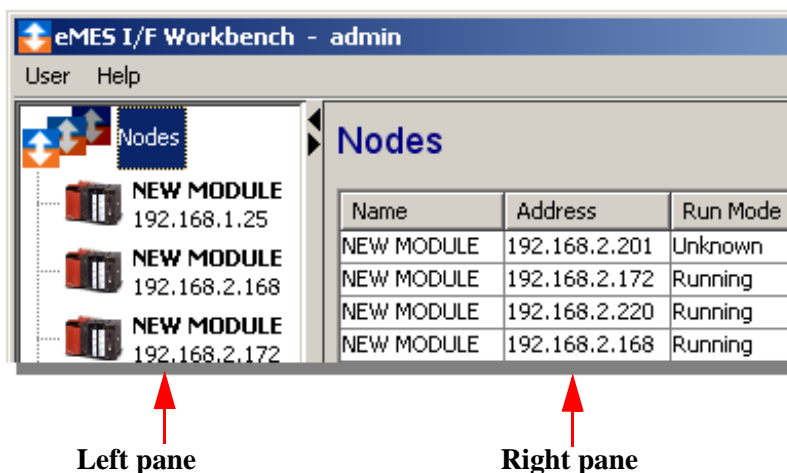 eMES I/F Workbench - admin
User Help
Nodes
NEW MODULE
192.168.1.25
NEW MODULE
192.168.2.168
NEW MODULE
192.168.2.172
Nodes
Name Address Run Mode
NEW MODULE 192.168.2.201 Unknown
NEW MODULE 192.168.2.172 Running
NEW MODULE 192.168.2.220 Running
NEW MODULE 192.168.2.168 Running
Left pane
Right pane